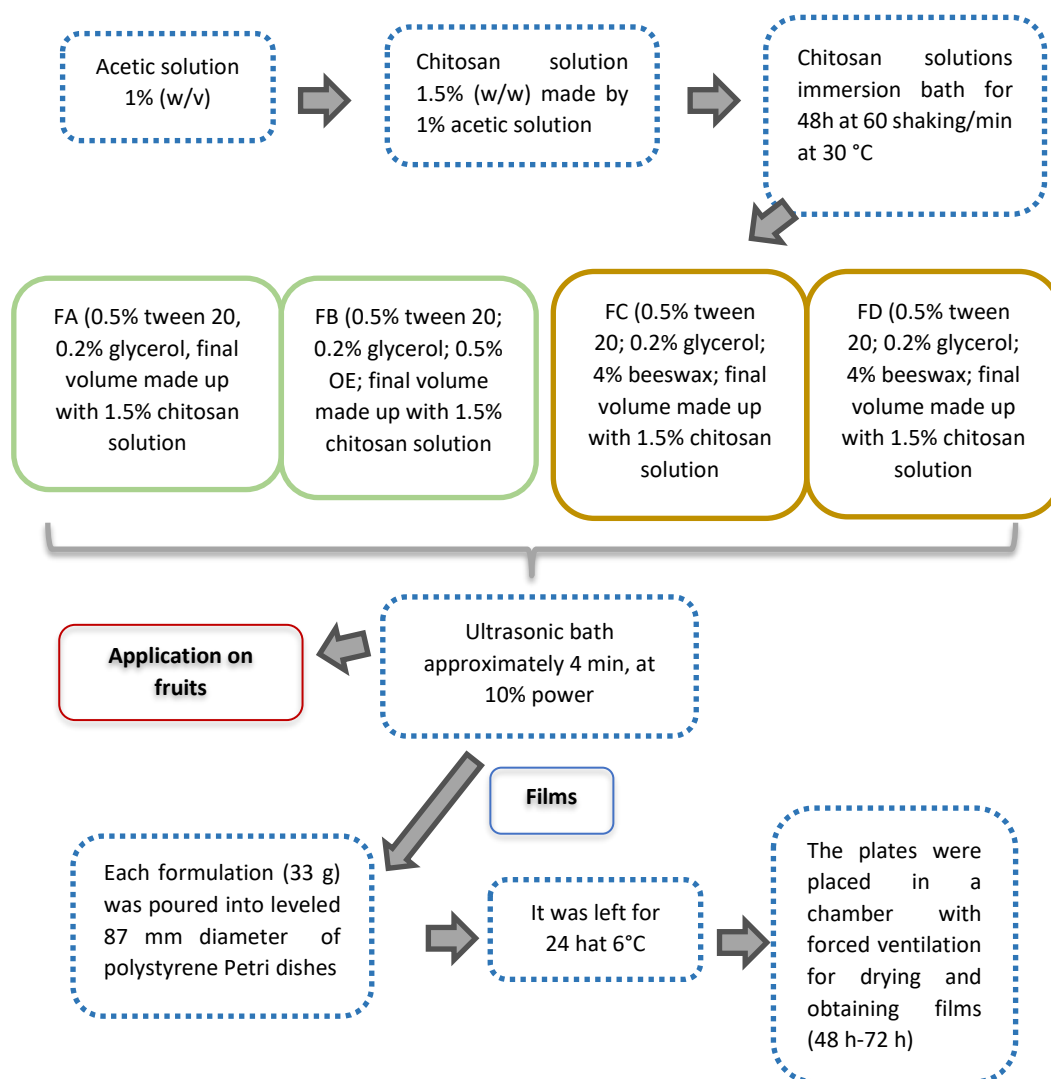 Acetic solution
1% (w/v)
Chitosan solution
1.5% (w/w) made by
1% acetic solution
Chitosan solutions
immersion bath for
48h at 60 shaking/min
at 30 °C
FA (0.5% tween 20,
0.2% glycerol, final
volume made up
with 1.5% chitosan
solution
FB (0.5% tween 20;
0.2% glycerol; 0.5%
OE; final volume
made up with 1.5%
chitosan solution
FC (0.5% tween
20; 0.2% glycerol;
4% beeswax; final
volume made up
with 1.5% chitosan
solution
FD (0.5% tween
20; 0.2% glycerol;
4% beeswax; final
volume made up
with 1.5% chitosan
solution
Ultrasonic bath
approximately 4 min, at
10% power
Application on
fruits
Films
Each formulation (33 g)
was poured into leveled
87 mm diameter of
polystyrene Petri dishes
It was left for
24 hat 6°C
The plates were
placed in a
chamber with
forced ventilation
for drying and
obtaining films
(48 h-72 h)